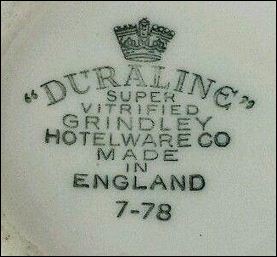 "DURALINE"
SUPER
VITRIFIED
GRINDLEY
HOTELWARE CO
MADE
IN
ENGLAND
7-78